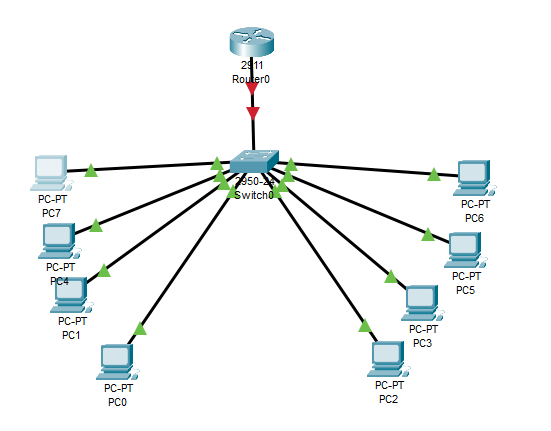 2911
Router0
2950-24
Switch0
PC-PT
PC7
PC-PT
PC6
PC-PT
PC4
PC-PT
PC5
PC-PT
PC1
PC-PT
PC3
PC-PT
PC0
PC-PT
PC2